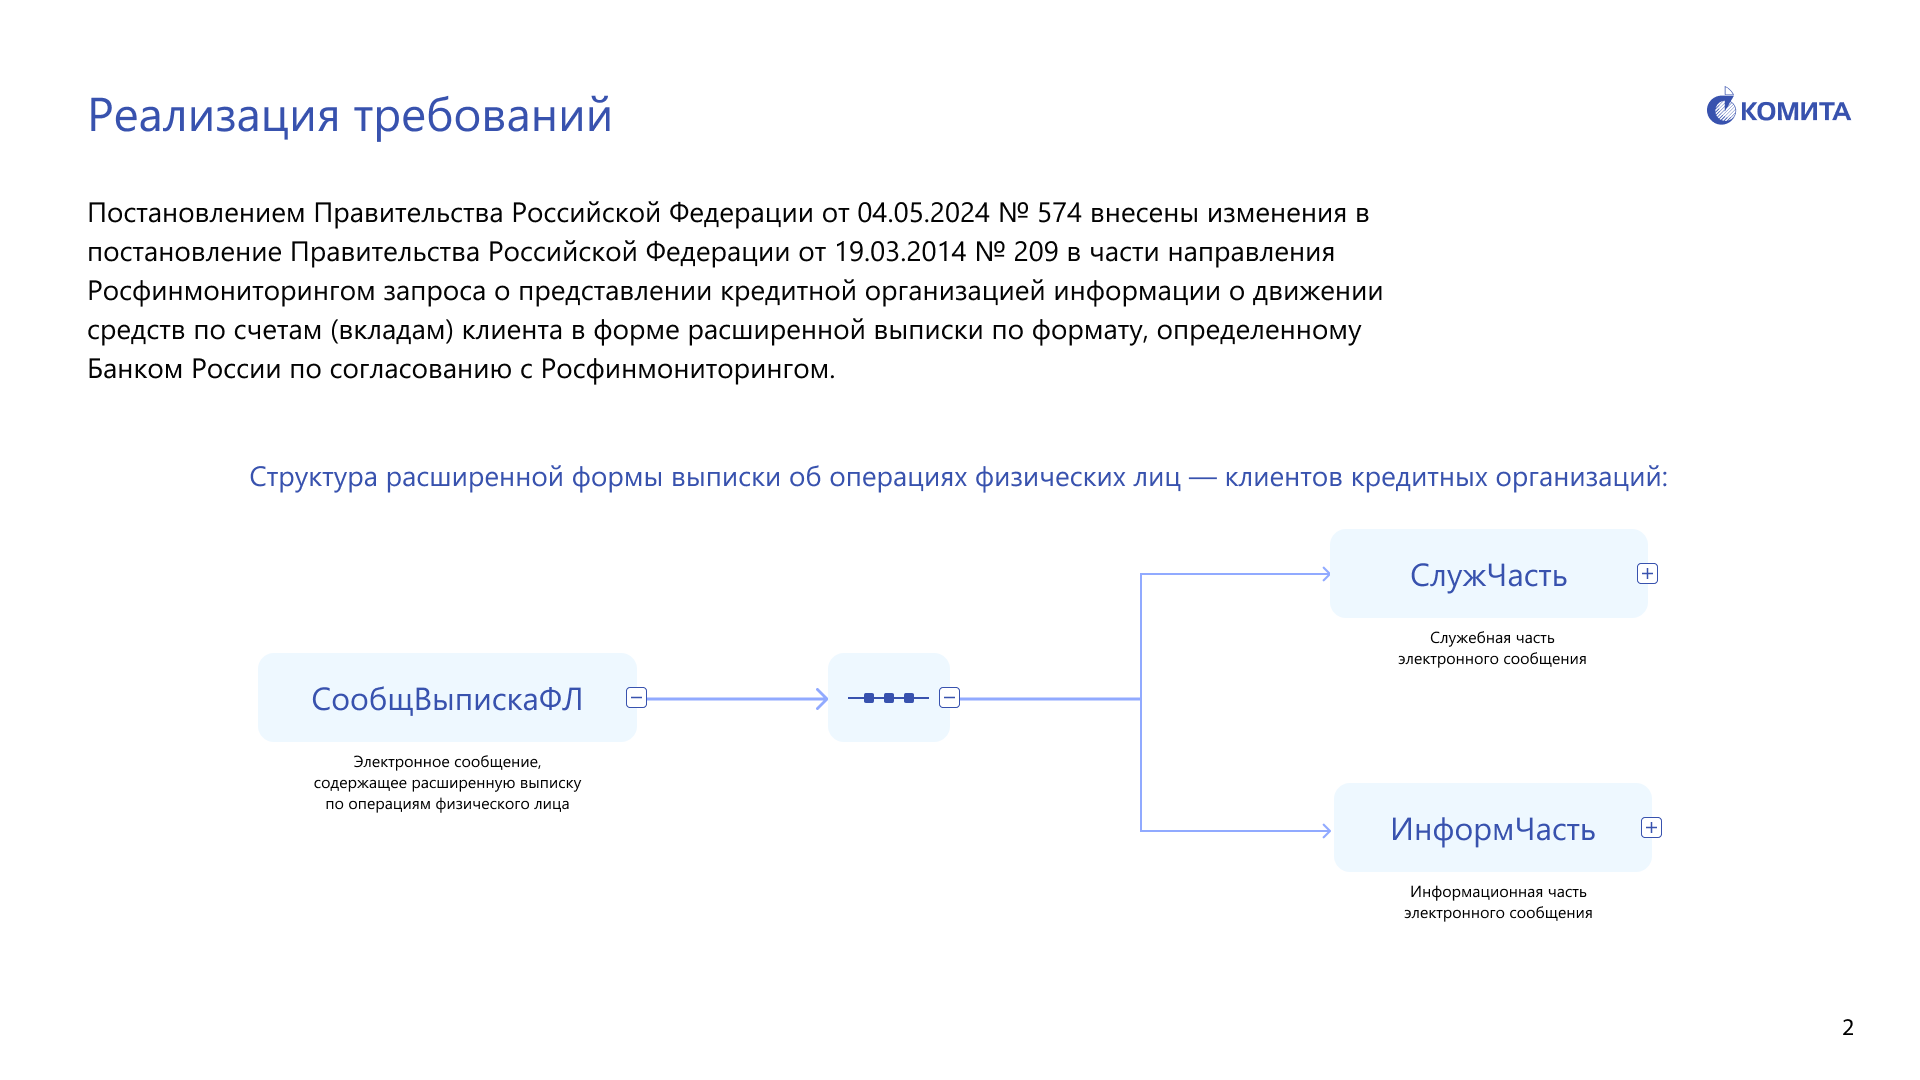 Реализация требований
КОМИТА
Постановлением Правительства Российской Федерации от 04.05.2024 № 574 внесены изменения в
постановление Правительства Российской Федерации от 19.03.2014 № 209 в части направления
Росфинмониторингом запроса о представлении кредитной организацией информации о движении
средств по счетам (вкладам) клиента в форме расширенной выписки по формату, определенному
Банком России по согласованию с Росфинмониторингом.
Структура расширенной формы выписки об операциях физических лиц — клиентов кредитных организаций:
СообщВыпискаФЛ
Электронное сообщение,
содержащее расширенную выписку
по операциям физического лица
СлужЧасть
Служебная часть
электронного сообщения
ИнформЧасть
Информационная часть
электронного сообщения
2